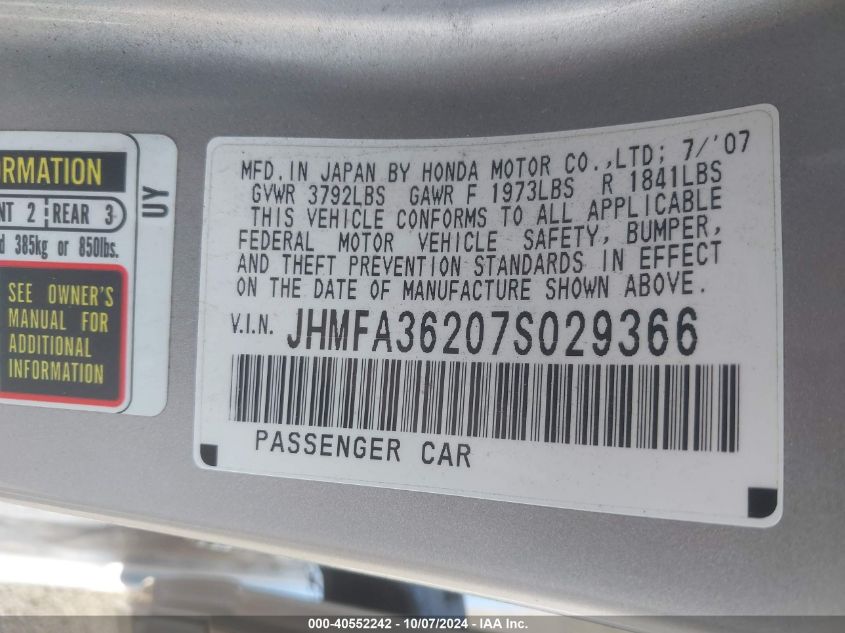 ORMATION
NT 2 REAR 3
d 385kg or 850lbs.
SEE OWNER'S
MANUAL FOR
ADDITIONAL
INFORMATION
UY
MFD. IN JAPAN BY HONDA MOTOR CO.,LTD; 7/'07
GVWR 3792LBS GAWR F 1973LBS R 1841LBS
THIS VEHICLE CONFORMS TO ALL APPLICABLE
FEDERAL MOTOR VEHICLE SAFETY, BUMPER,
AND THEFT PREVENTION STANDARDS IN EFFECT
ON THE DATE OF MANUFACTURE SHOWN ABOVE.
V.I.N. JHMFA36207S029366
PASSENGER CAR
000-40552242 - 10/07/2024 - IAA Inc.